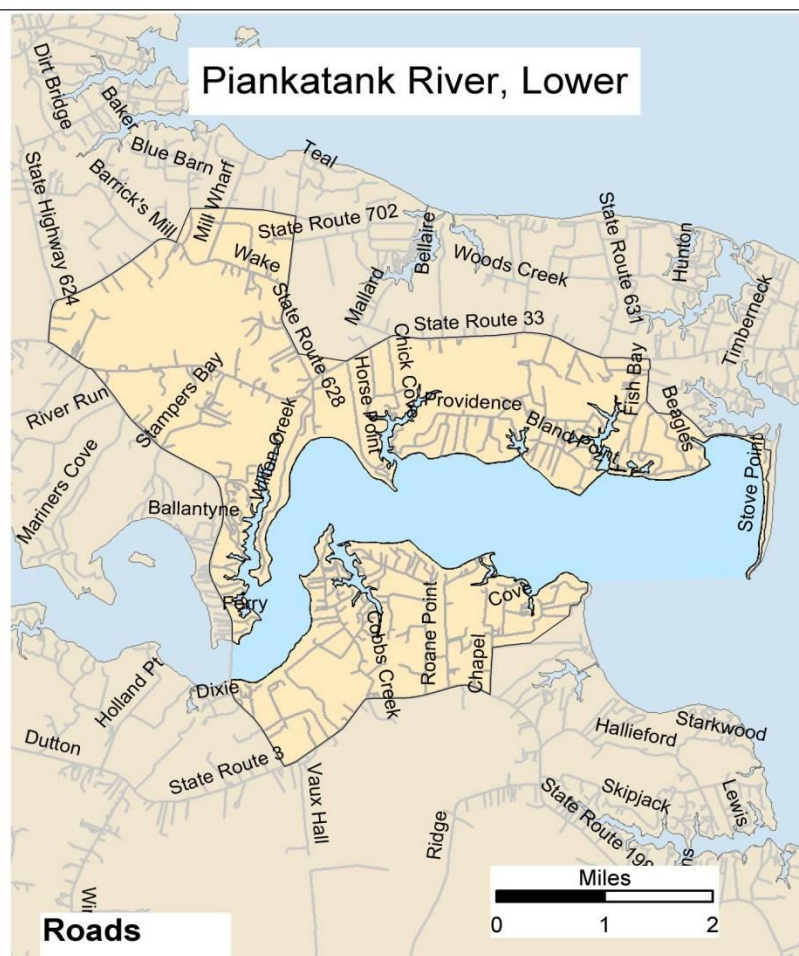 Piankatank River, Lower
Dirt Bridge
Baker
Blue Barn
Teal
Barrick's Mill
Mill Wharf
State Highway 624
State Route 702
Wake
Mallard
Bellaire
Woods Creek
State Route 631
Hunton
Timberneck
State Route 628
State Route 33
Horse Point
Chick Cove
Providence
Fish Bay
Beagles
Bland Point
Stampers Bay
River Run
Mariners Cove
Wilton Creek
Ballantyne
Stove Point
Ferry
Cobbs Creek
Roane Point
Cove
Chapel
Holland Pt
Dixie
Dutton
State Route 3
Vaux Hall
Ridge
Hallieford
Starkwood
Skipjack
Lewis
State Route 198
Miles
0 1 2
Roads